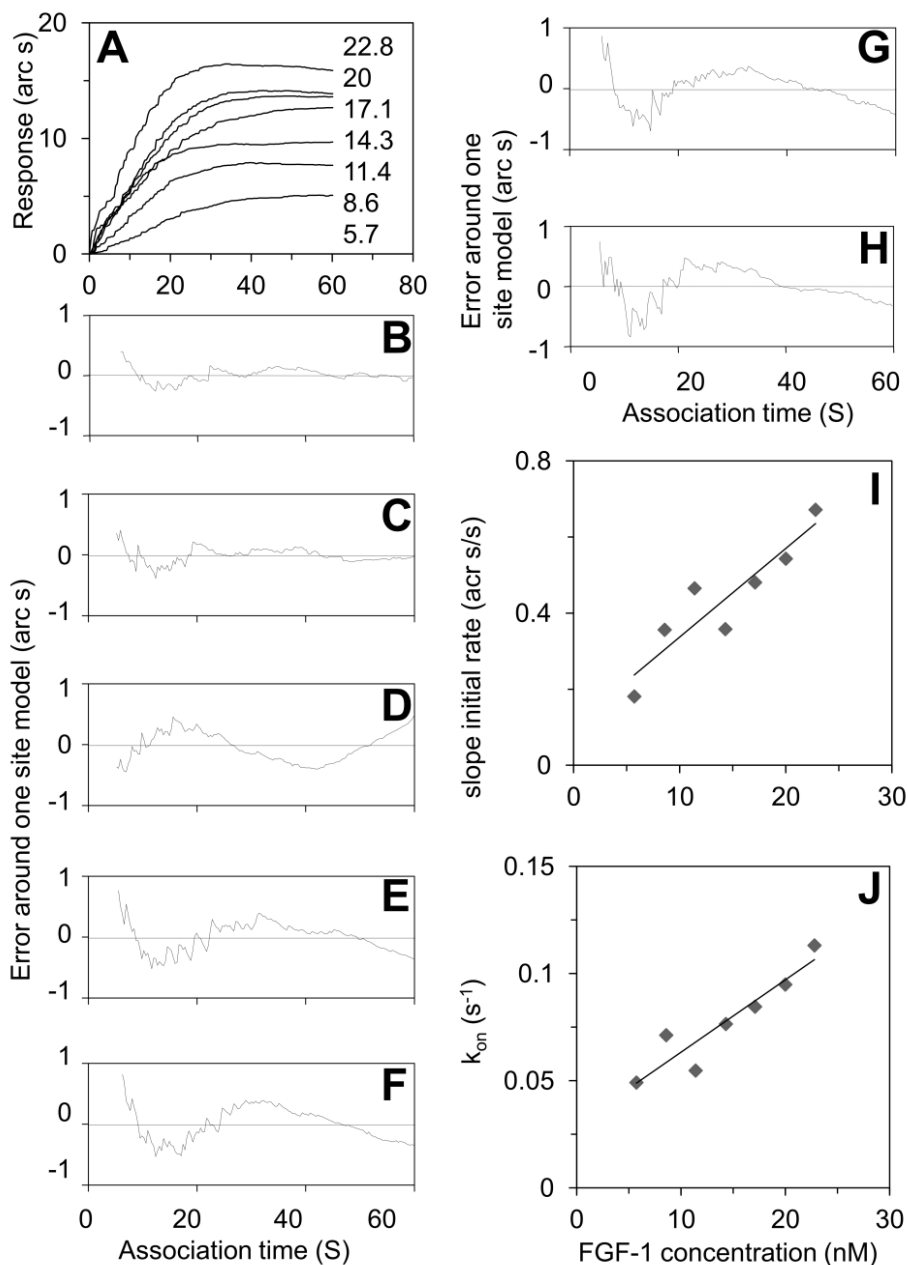 A
Response (arc s)
20
10
0
0 20 40 60 80
22.8
20
17.1
14.3
11.4
8.6
5.7
B
1
0
-1
C
1
0
-1
D
1
0
-1
E
1
0
-1
F
1
0
-1
0 20 40 60
Association time (S)
Error around one site model (arc s)
G
1
0
-1
H
1
0
-1
0 20 40 60
Association time (S)
Error around one
site model (arc s)
I
slope initial rate (acr s/s)
0.8
0.4
0
0 10 20 30
J
kon (s-1)
0.15
0.1
0.05
0
0 10 20 30
FGF-1 concentration (nM)